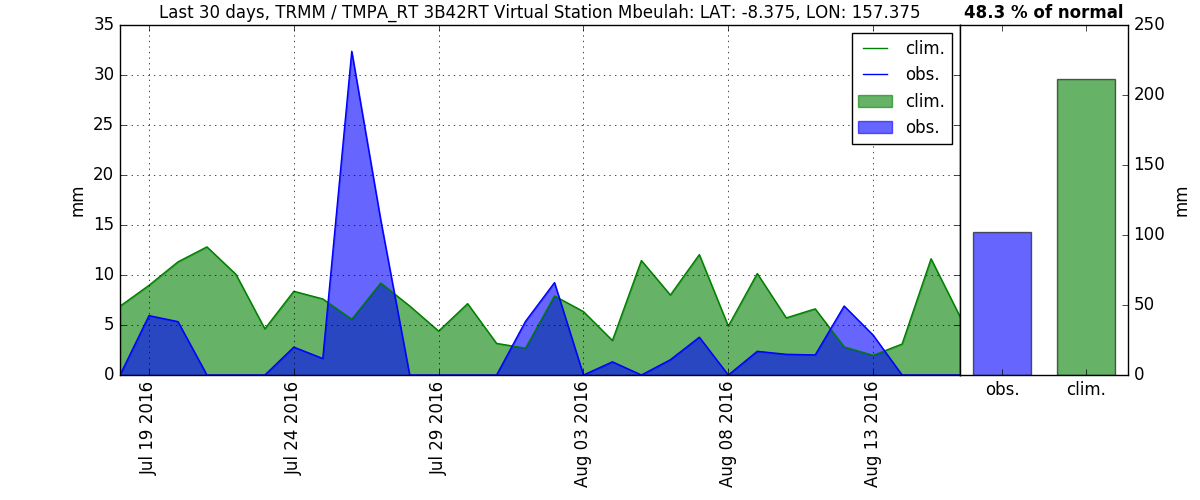 Last 30 days, TRMM / TMPA_RT 3B42RT Virtual Station Mbeulah: LAT: -8.375, LON: 157.375
48.3 % of normal
35
30
25
20
15
10
5
0
mm
clim.
obs.
clim.
obs.
Jul 19 2016
Jul 24 2016
Jul 29 2016
Aug 03 2016
Aug 08 2016
Aug 13 2016
250
200
150
100
50
0
mm
obs.
clim.